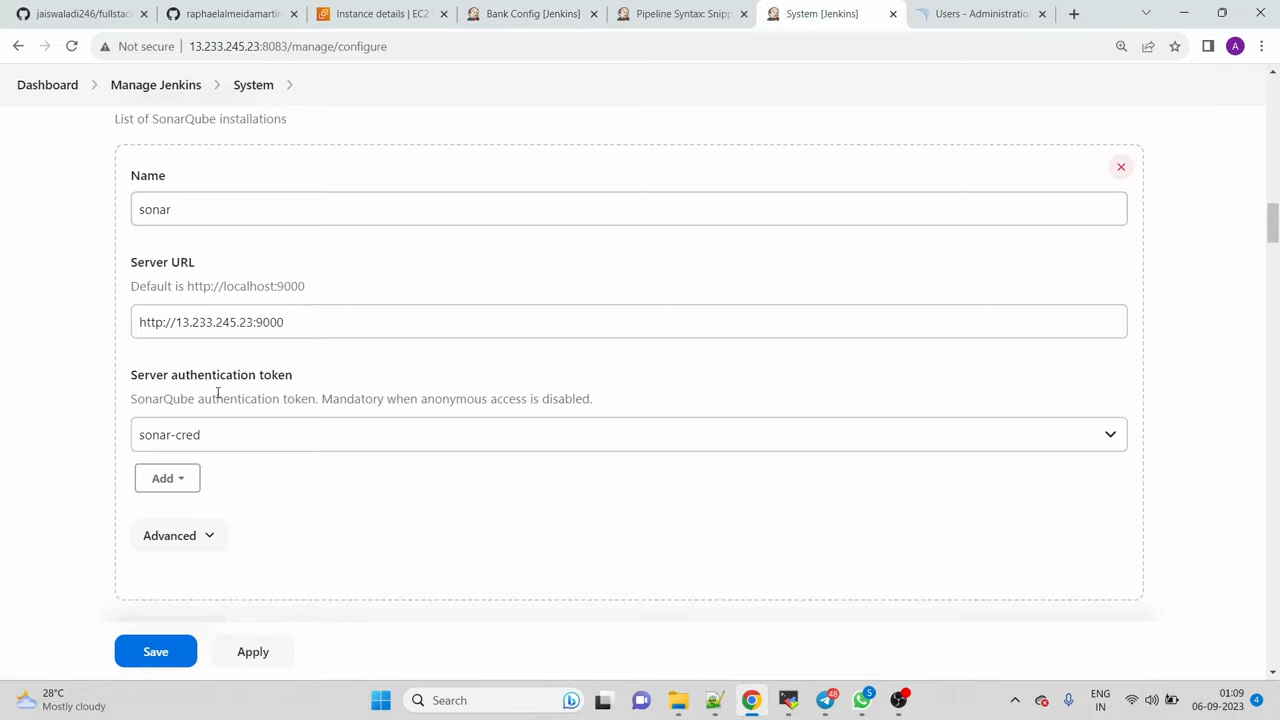 jaiswaladi246/fullstac
raphaelalmeidamartin
Instance details | EC2
Bank Config [Jenkins]
Pipeline Syntax: Snipp
System [Jenkins]
Users - Administratio
Not secure
13.233.245.23:8083/manage/configure
A
Dashboard
Manage Jenkins
System
List of SonarQube installations
Name
sonar
Server URL
Default is http://localhost:9000
http://13.233.245.23:9000
Server authentication token
SonarQube authentication token. Mandatory when anonymous access is disabled.
sonar-cred
Add
Advanced
Save
Apply
28°C
Mostly cloudy
Search
48
5
ENG
IN
01:09
06-09-2023
4